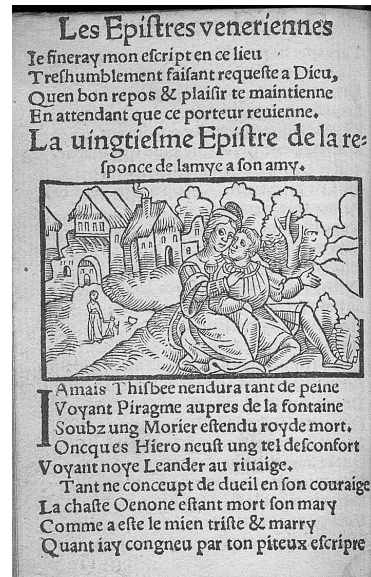 Les Epistres veneriennes
Ie fineray mon escript en ce lieu
Treshumblement faisant requeste a Dieu,
Quen bon repos & plaisir te maintienne
En attendant que ce porteur reuienne.
La uingtiesme Epistre de la re=
sponce de lamye a son amy.
IAmais Thisbee nendura tant de peine
Voyant Piragme aupres de la fontaine
Soubz ung Morier estendu royde mort.
Oncques Hiero neust ung tel desconfort
Voyant noye Leander au riuaige.
Tant ne conceupt de dueil en son couraige
La chaste Oenone estant mort son mary
Comme a este le mien triste & marry
Quant iay congneu par ton piteux escripre